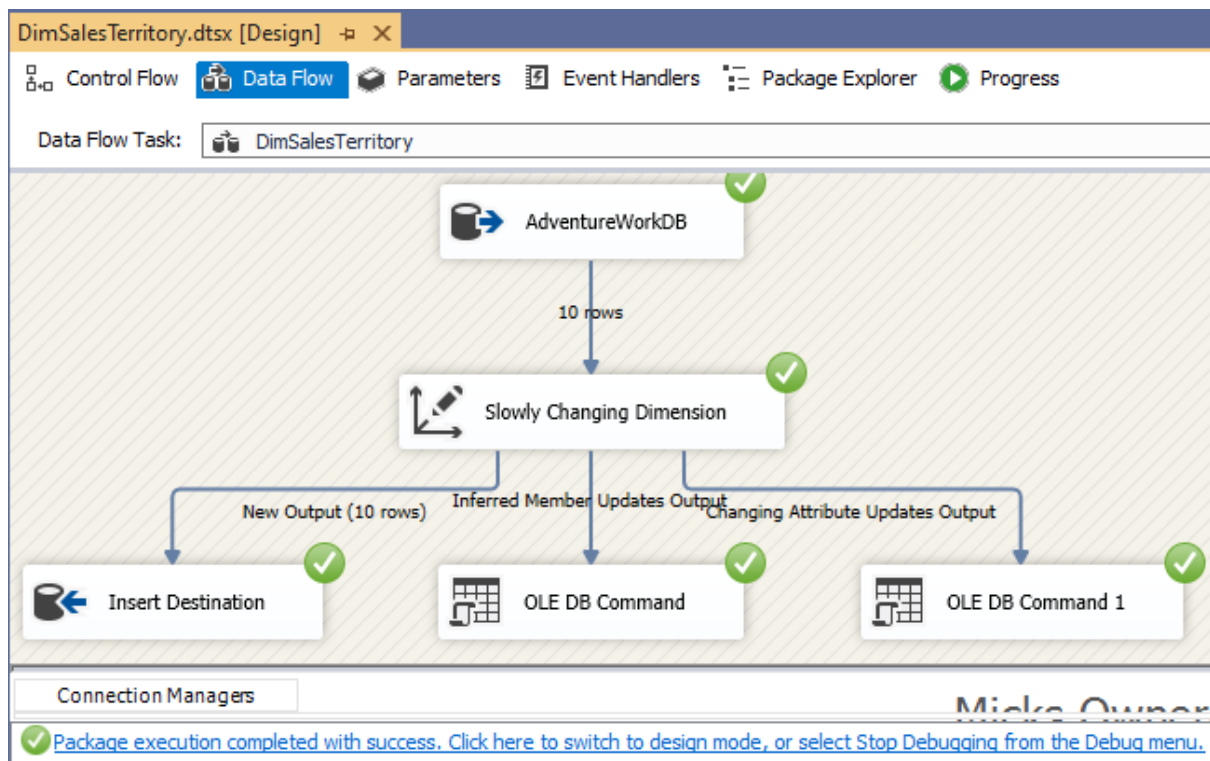 DimSalesTerritory.dtsx [Design]
Control Flow Data Flow Parameters Event Handlers Package Explorer Progress
Data Flow Task: DimSalesTerritory
AdventureWorkDB
10 rows
Slowly Changing Dimension
New Output (10 rows) Inferred Member Updates Output Changing Attribute Updates Output
Insert Destination OLE DB Command OLE DB Command 1
Connection Managers
Micks Owner
Package execution completed with success. Click here to switch to design mode, or select Stop Debugging from the Debug menu.